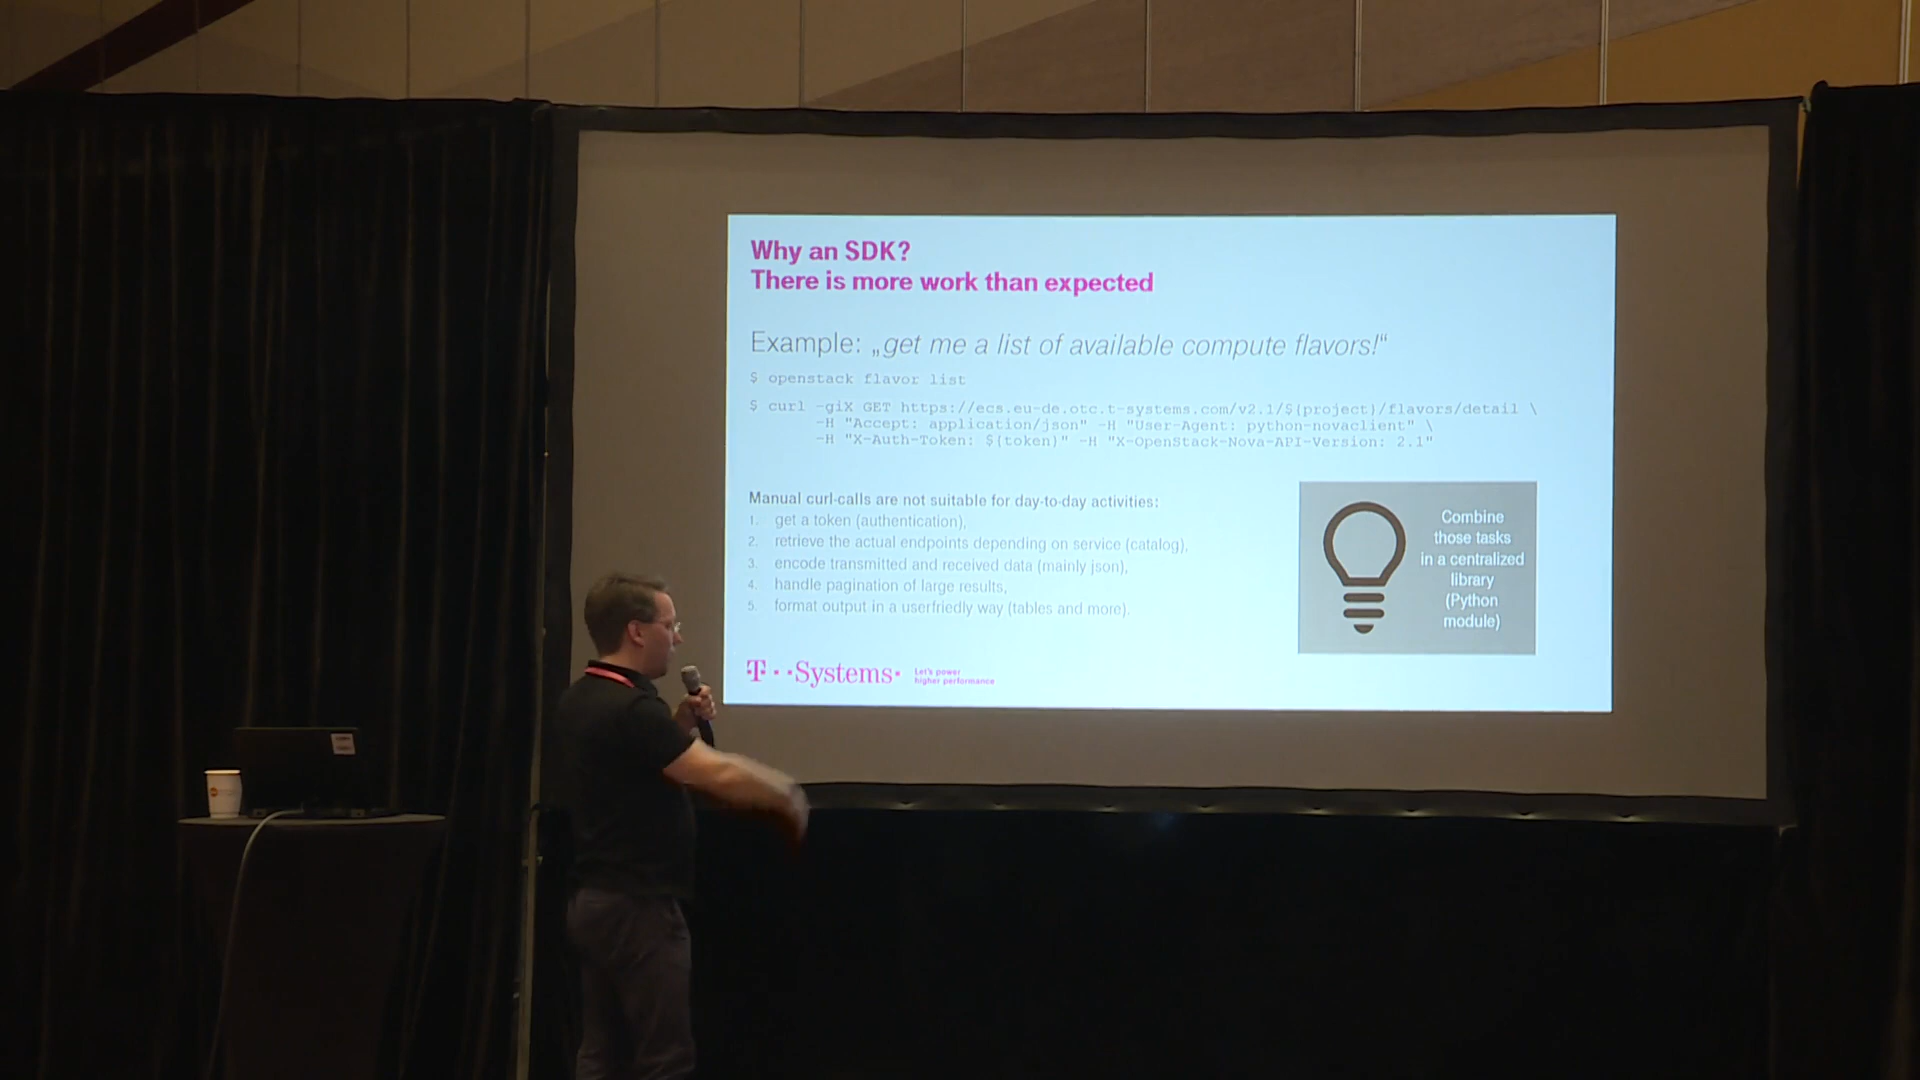 Why an SDK?
There is more work than expected
Example: „get me a list of available compute flavors!“
$ openstack flavor list
$ curl -giX GET https://ecs.eu-de.otc.t-systems.com/v2.1/$(project)/flavors/detail \
-H "Accept: application/json" -H "User-Agent: python-novaclient" \
-H "X-Auth-Token: $(token)" -H "X-OpenStack-Nova-API-Version: 2.1"
Manual curl-calls are not suitable for day-to-day activities:
1. get a token (authentication),
2. retrieve the actual endpoints depending on service (catalog),
3. encode transmitted and received data (mainly json),
4. handle pagination of large results,
5. format output in a userfriedly way (tables and more).
Combine
those tasks
in a centralized
library
(Python
module)
T··Systems·
Let's power
higher performance